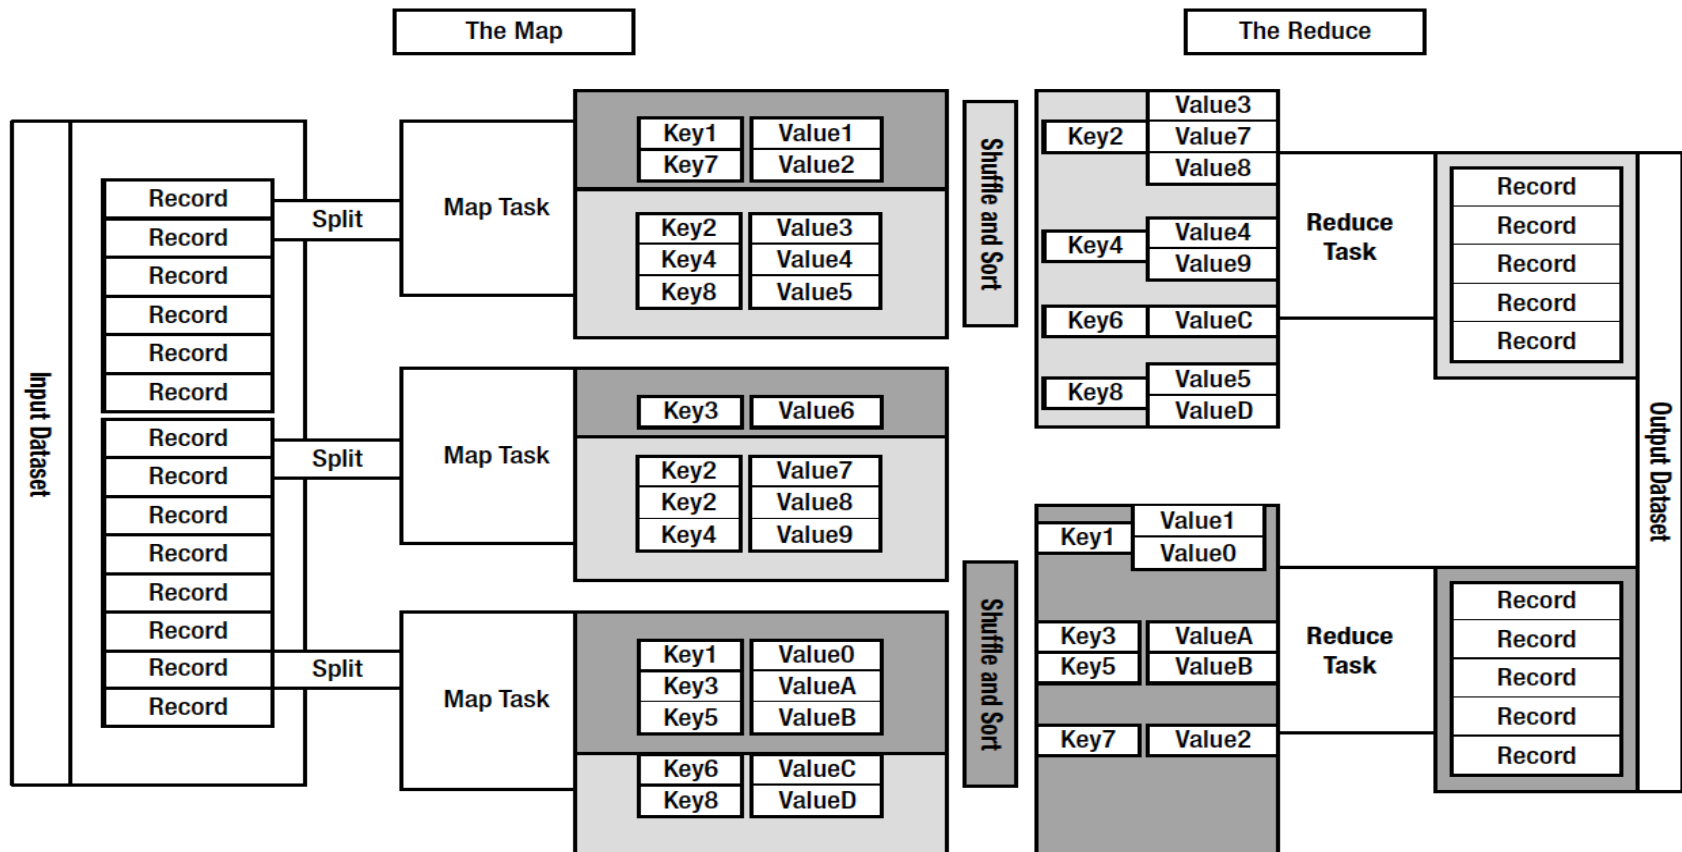 The Map
The Reduce
Input Dataset
Record
Record
Record
Record
Record
Record
Record
Record
Record
Record
Record
Record
Record
Record
Split
Split
Split
Map Task
Key1 Value1
Key7 Value2
Key2 Value3
Key4 Value4
Key8 Value5
Map Task
Key3 Value6
Key2 Value7
Key2 Value8
Key4 Value9
Map Task
Key1 Value0
Key3 ValueA
Key5 ValueB
Key6 ValueC
Key8 ValueD
Shuffle and Sort
Shuffle and Sort
Value3
Key2 Value7
Value8
Value4
Key4
Value9
Key6 ValueC
Value5
Key8
ValueD
Reduce
Task
Record
Record
Record
Record
Record
Value1
Key1
Value0
Key3 ValueA
Key5 ValueB
Key7 Value2
Reduce
Task
Record
Record
Record
Record
Record
Output Dataset